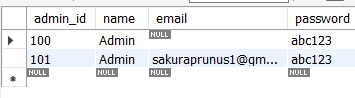 admin_id name email password
100 Admin NULL abc123
101 Admin sakuraprunus1@gm... abc123
NULL NULL NULL NULL